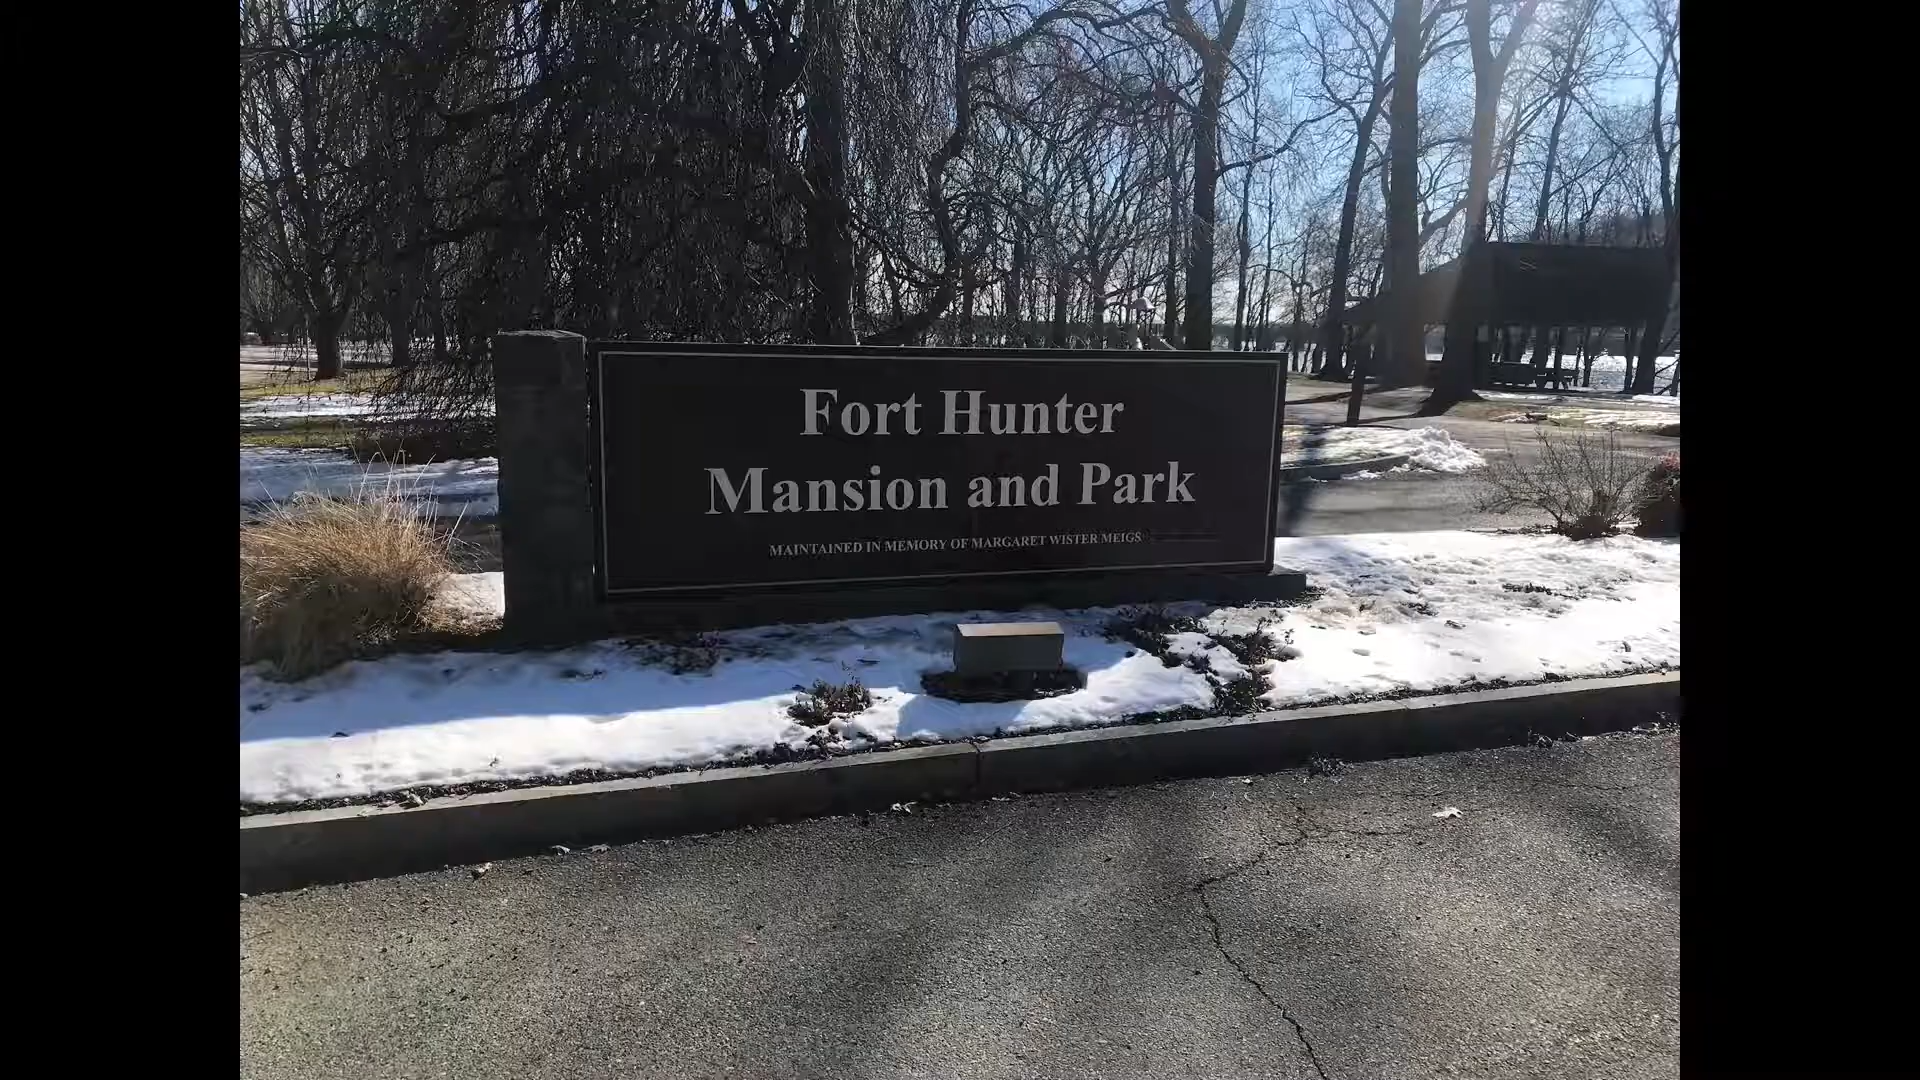 Fort Hunter
Mansion and Park
MAINTAINED IN MEMORY OF MARGARET WISTER MEIGS